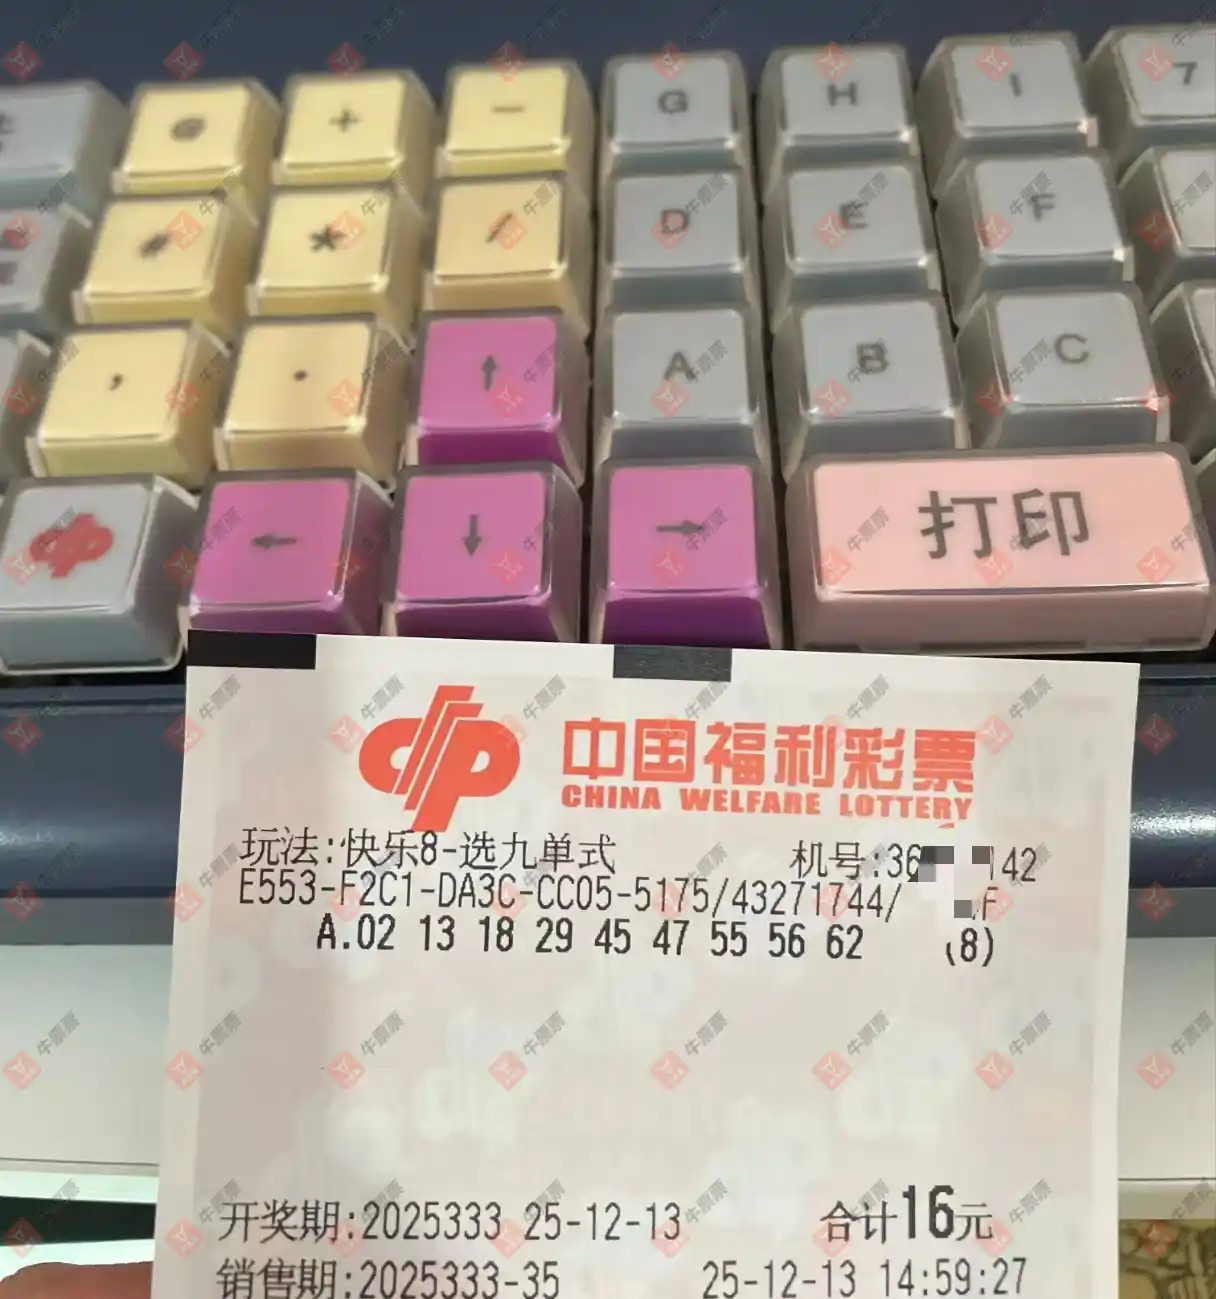 @ + − G H I 7
# * / D E F
, . ↑ A B C
← ↓ → 打印
中国福利彩票
CHINA WELFARE LOTTERY
玩法:快乐8-选九单式 机号:36 142
E553-F2C1-DA3C-CC05-5175/43271744/ F
A.02 13 18 29 45 47 55 56 62 (8)
开奖期:2025333 25-12-13 合计16元
销售期:2025333-35 25-12-13 14:59:27
牛票票